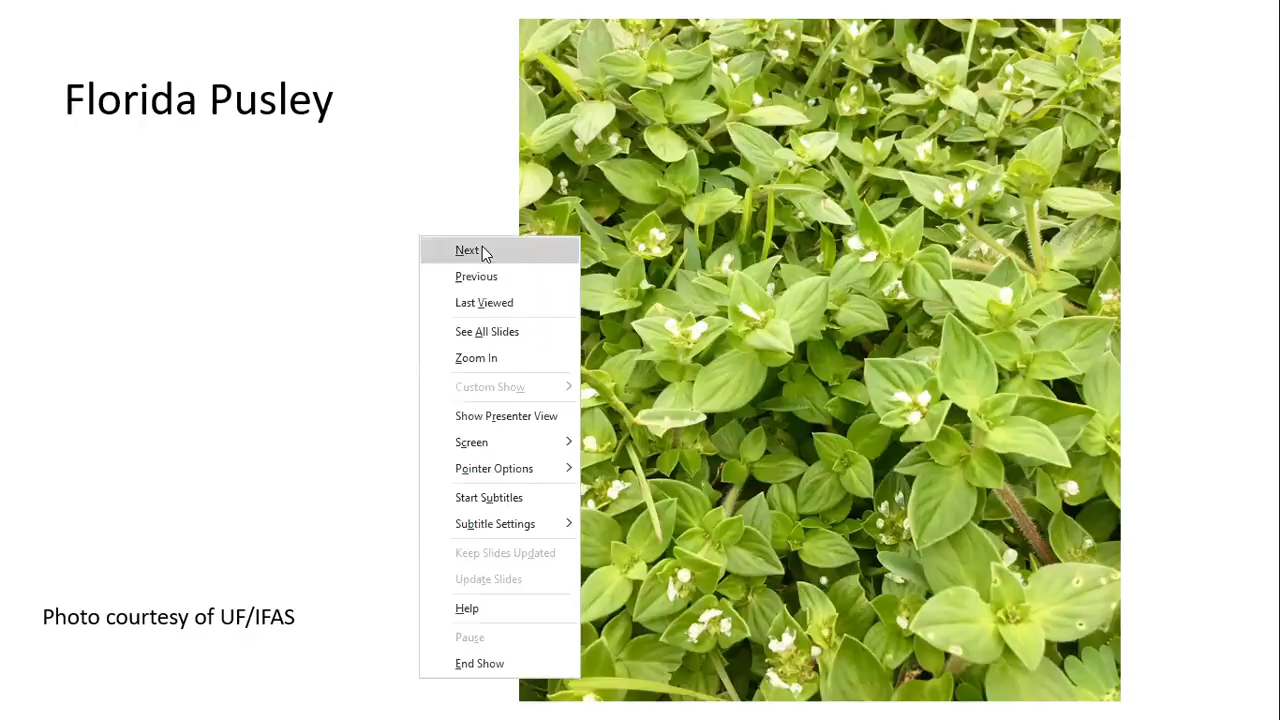 Florida Pusley
Next
Previous
Last Viewed
See All Slides
Zoom In
Custom Show
Show Presenter View
Screen
Pointer Options
Start Subtitles
Subtitle Settings
Keep Slides Updated
Update Slides
Help
Pause
End Show
Photo courtesy of UF/IFAS